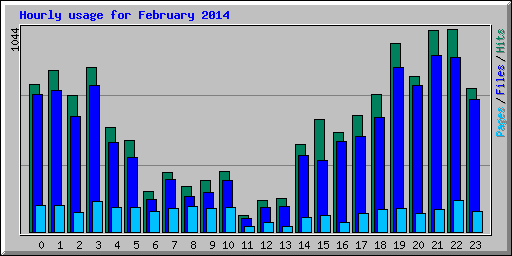 Hourly usage for February 2014
1044
Pages/Files/Hits
0 1 2 3 4 5 6 7 8 9 10 11 12 13 14 15 16 17 18 19 20 21 22 23